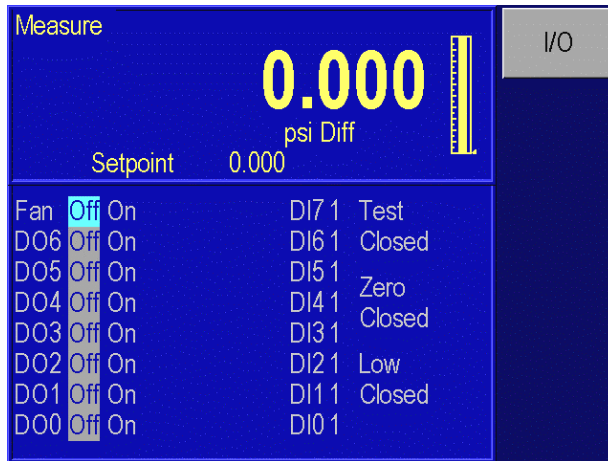 Measure
I/O
0.000
psi Diff
Setpoint 0.000
Fan Off On DI7 1 Test
DO6 Off On DI6 1 Closed
DO5 Off On DI5 1
DO4 Off On DI4 1 Zero
DO3 Off On DI3 1 Closed
DO2 Off On DI2 1 Low
DO1 Off On DI1 1 Closed
DO0 Off On DI0 1